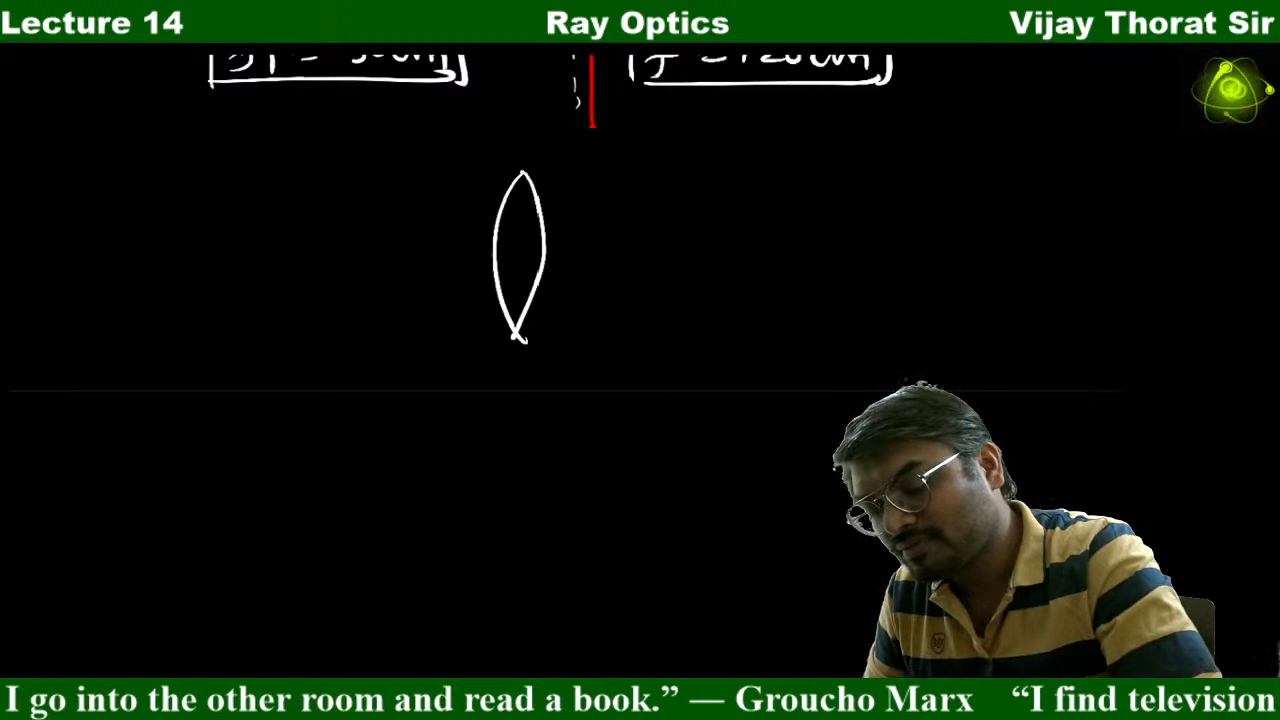 Lecture 14
Ray Optics
Vijay Thorat Sir
I go into the other room and read a book.” — Groucho Marx “I find television